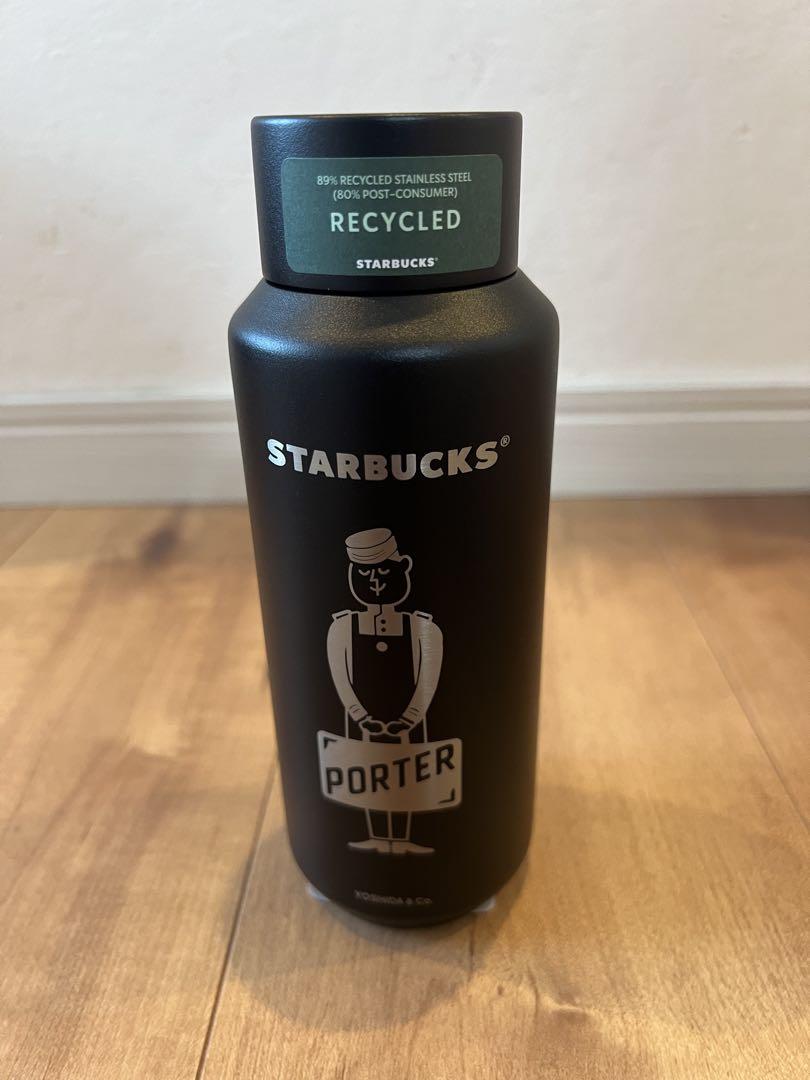 89% RECYCLED STAINLESS STEEL
(80% POST-CONSUMER)
RECYCLED
STARBUCKS®
STARBUCKS®
PORTER
YOSHIDA & Co.